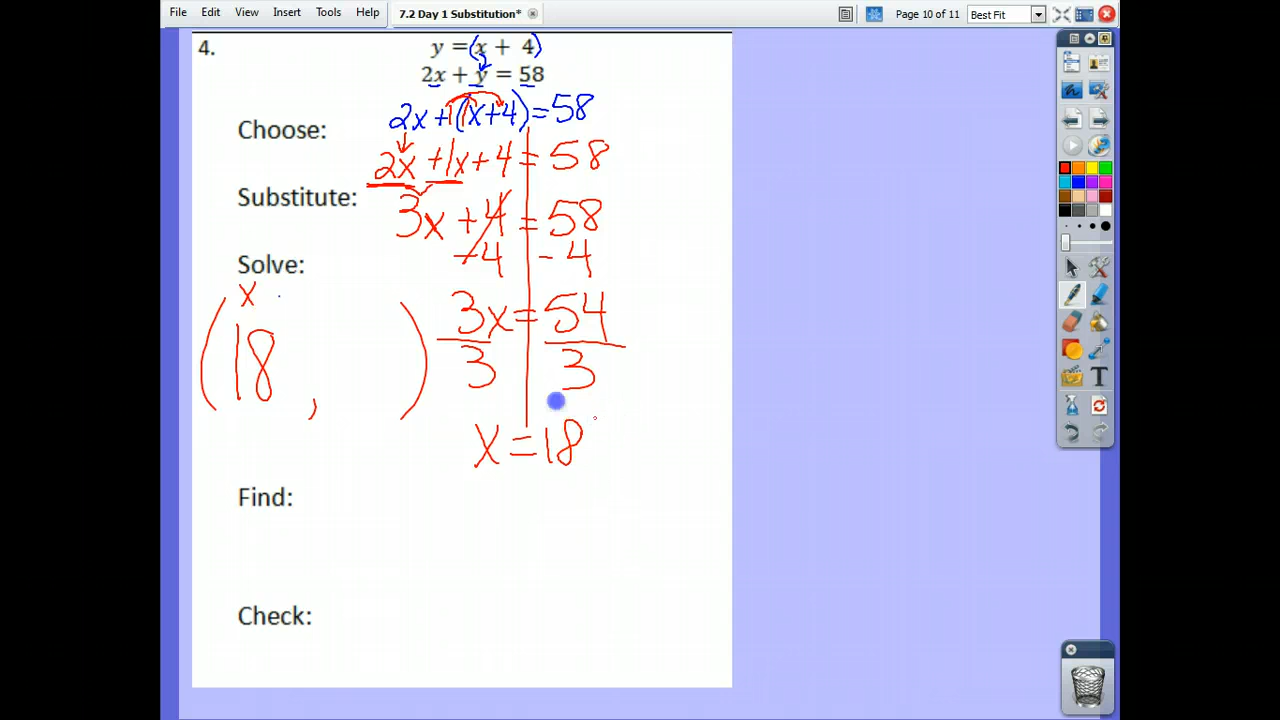 File Edit View Insert Tools Help 7.2 Day 1 Substitution* Page 10 of 11 Best Fit
4.
y = (x + 4)
2x + y = 58
2x+1(1x+4)=58
Choose:
2x +1x+4 = 58
Substitute:
3x +4 = 58
-4 - 4
Solve:
x
3x = 54
(18 , )
3 3
x = 18
Find:
Check:
T